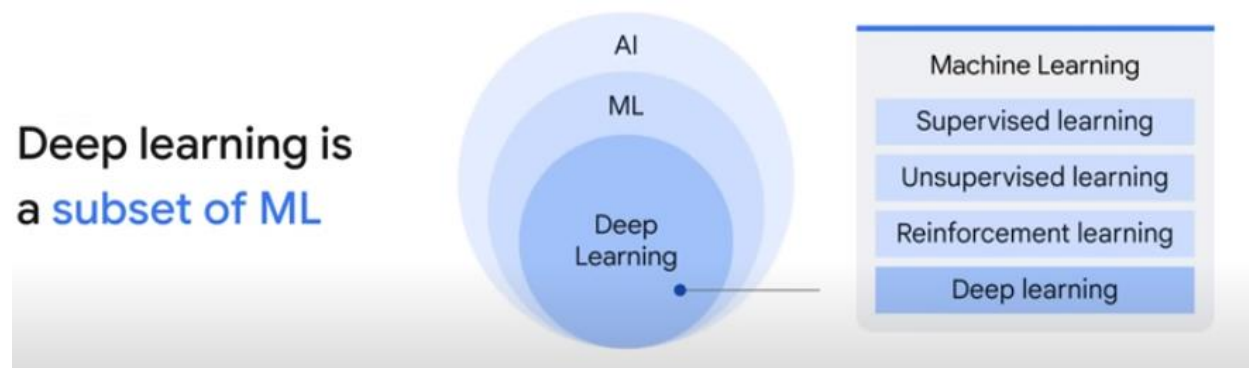 Deep learning is
a subset of ML
AI
ML
Deep
Learning
Machine Learning
Supervised learning
Unsupervised learning
Reinforcement learning
Deep learning